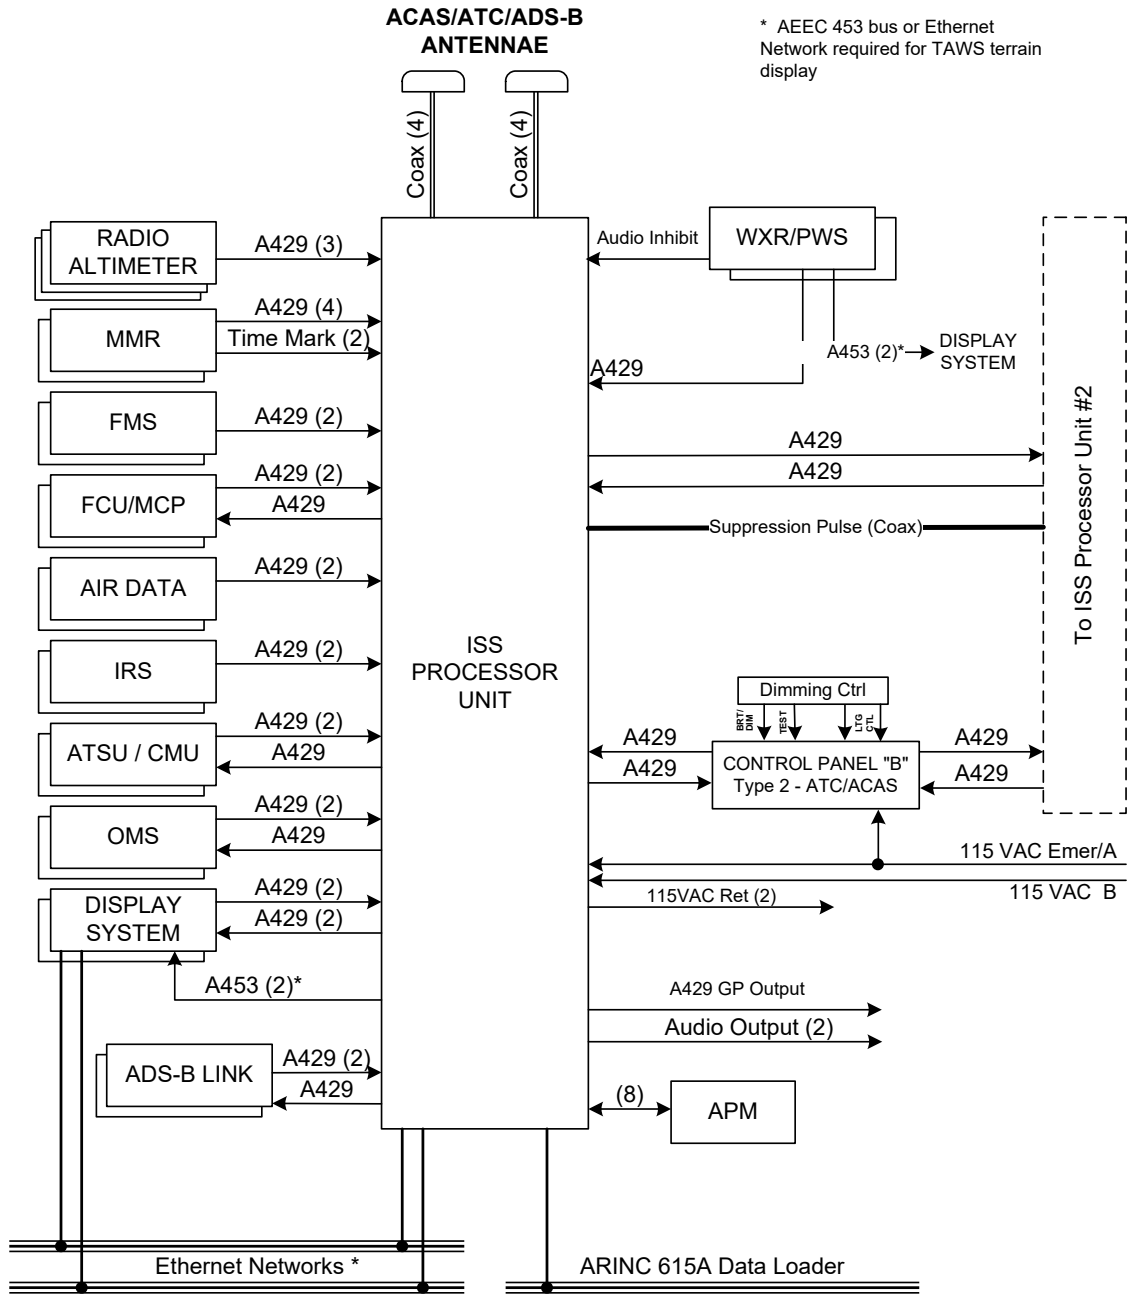 ACAS/ATC/ADS-B
ANTENNAE
* AEEC 453 bus or Ethernet
Network required for TAWS terrain
display
Coax (4)
Coax (4)
RADIO
ALTIMETER
A429 (3)
MMR
A429 (4)
Time Mark (2)
FMS
A429 (2)
FCU/MCP
A429 (2)
A429
AIR DATA
A429 (2)
IRS
A429 (2)
ATSU / CMU
A429 (2)
A429
OMS
A429 (2)
A429
DISPLAY
SYSTEM
A429 (2)
A429 (2)
A453 (2)*
ADS-B LINK
A429 (2)
A429
ISS
PROCESSOR
UNIT
Audio Inhibit
WXR/PWS
A453 (2)*
DISPLAY
SYSTEM
A429
A429
A429
Suppression Pulse (Coax)
To ISS Processor Unit #2
Dimming Ctrl
BRT/
DIM
TEST
LTG
CTL
A429
A429
CONTROL PANEL "B"
Type 2 - ATC/ACAS
A429
A429
115 VAC Emer/A
115 VAC B
115VAC Ret (2)
A429 GP Output
Audio Output (2)
(8)
APM
Ethernet Networks *
ARINC 615A Data Loader